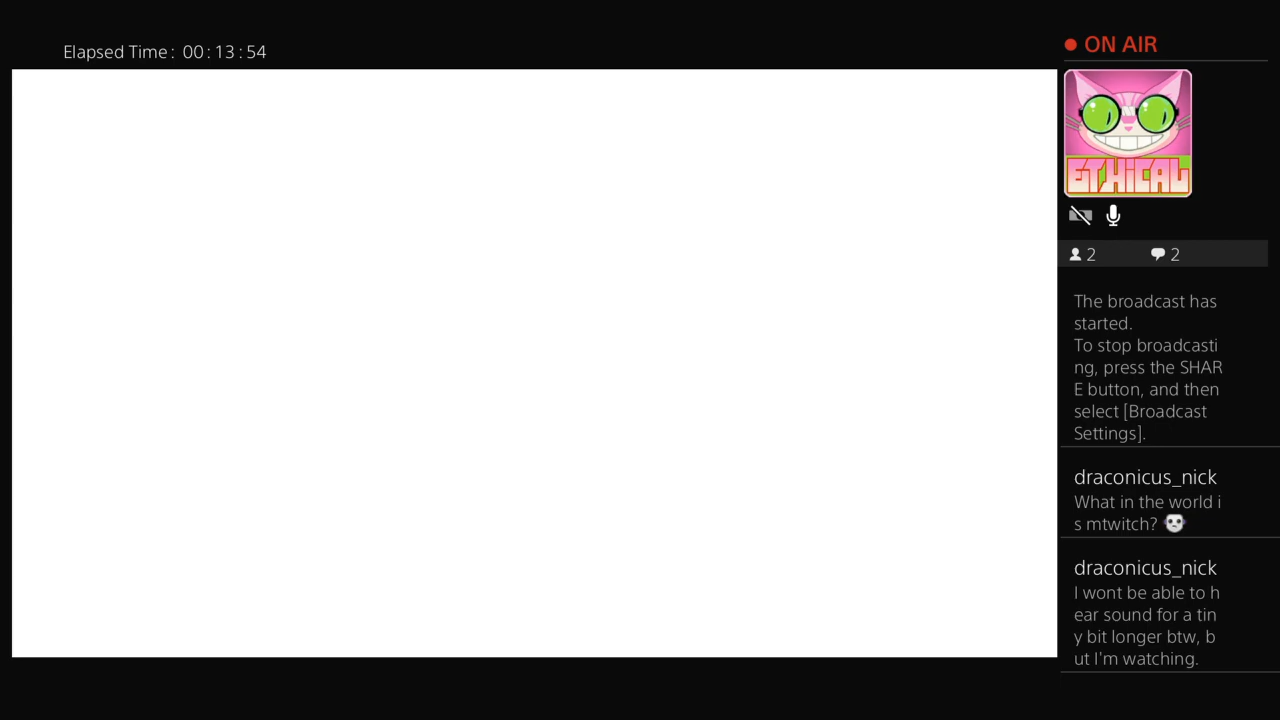 Elapsed Time: 00:13:54
ON AIR
ETHiCAL
2 2
The broadcast has
started.
To stop broadcasti
ng, press the SHAR
E button, and then
select [Broadcast
Settings].
draconicus_nick
What in the world i
s mtwitch?
draconicus_nick
I wont be able to h
ear sound for a tin
y bit longer btw, b
ut I'm watching.